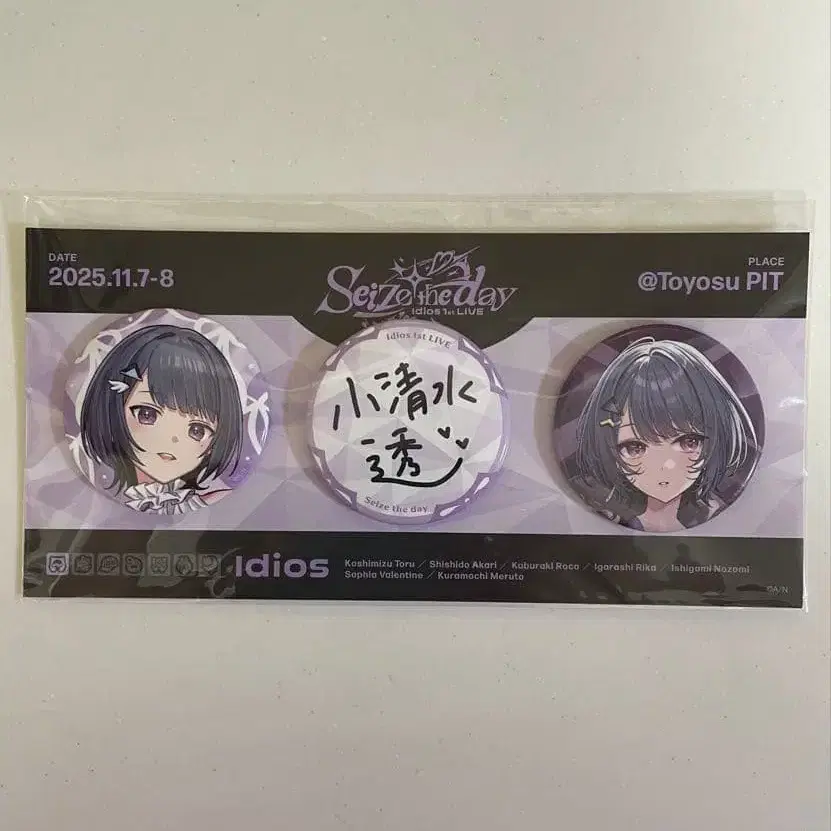 DATE
2025.11.7-8
Seize the day
Idios 1st LIVE
PLACE
@Toyosu PIT
Idios 1st LIVE
小清水
透
Seize the day
Idios
Koshimizu Toru / Shishido Akari / Kaburaki Roco / Igarashi Rika / Ishigami Nozomi
Sophia Valentine / Kuramochi Meruto
©A/N